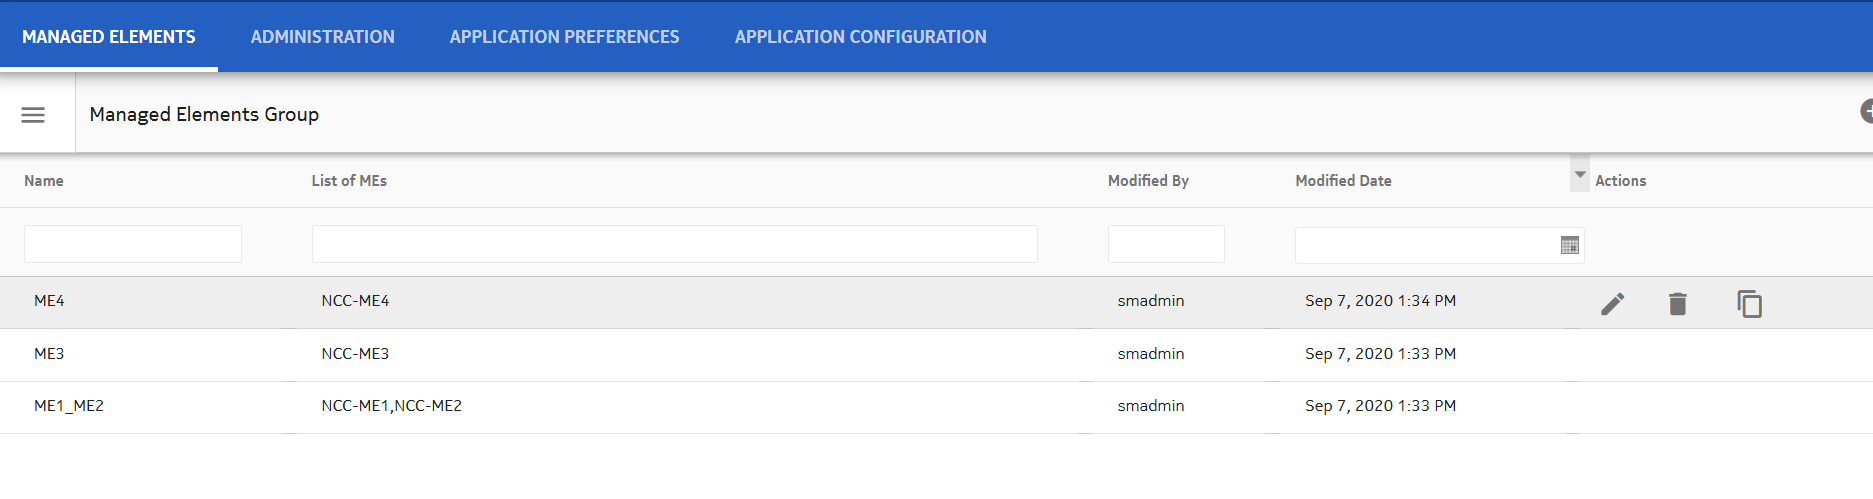 MANAGED ELEMENTS ADMINISTRATION APPLICATION PREFERENCES APPLICATION CONFIGURATION
Managed Elements Group
Name List of MEs Modified By Modified Date Actions
ME4 NCC-ME4 smadmin Sep 7, 2020 1:34 PM
ME3 NCC-ME3 smadmin Sep 7, 2020 1:33 PM
ME1_ME2 NCC-ME1,NCC-ME2 smadmin Sep 7, 2020 1:33 PM